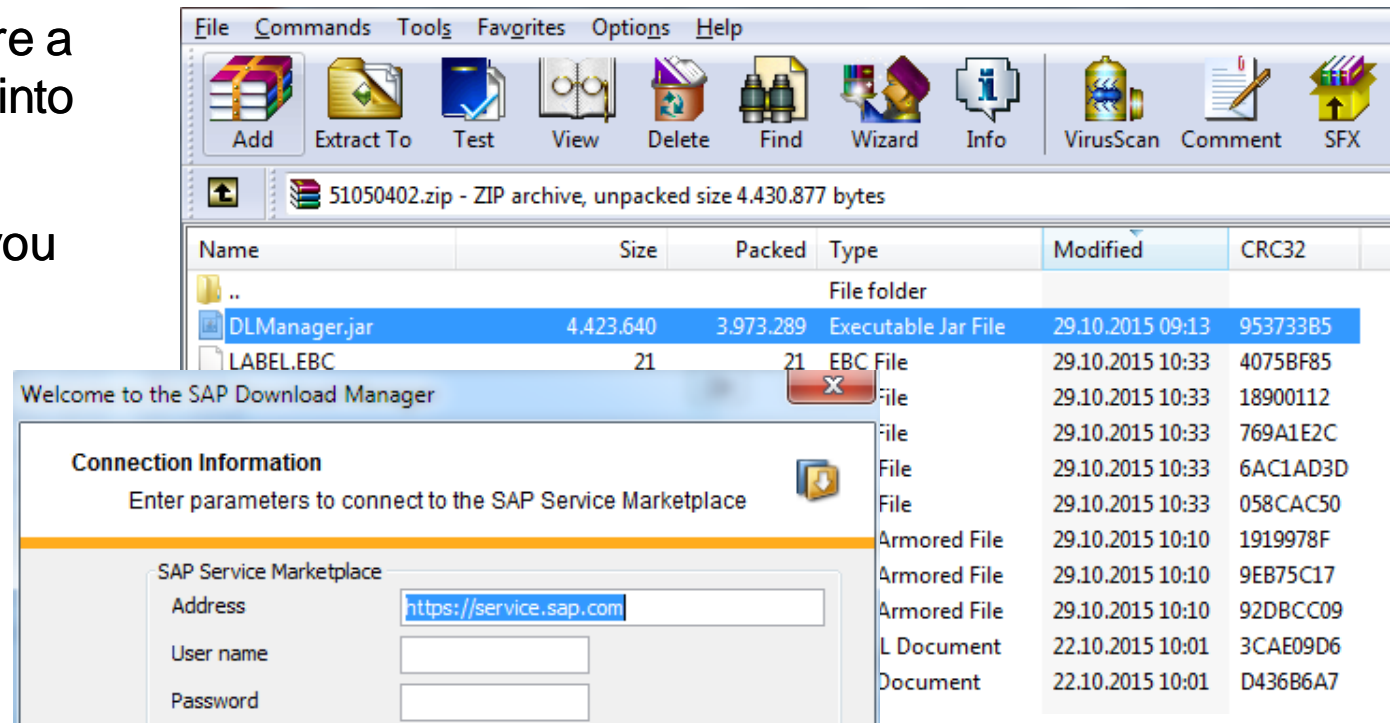 re a
into
you
File Commands Tools Favorites Options Help
Add Extract To Test View Delete Find Wizard Info VirusScan Comment SFX
51050402.zip - ZIP archive, unpacked size 4.430.877 bytes
Name Size Packed Type Modified CRC32
.. File folder
DLManager.jar 4.423.640 3.973.289 Executable Jar File 29.10.2015 09:13 953733B5
LABEL.EBC 21 21 EBC File 29.10.2015 10:33 4075BF85
File 29.10.2015 10:33 18900112
File 29.10.2015 10:33 769A1E2C
File 29.10.2015 10:33 6AC1AD3D
File 29.10.2015 10:33 058CAC50
Armored File 29.10.2015 10:10 1919978F
Armored File 29.10.2015 10:10 9EB75C17
Armored File 29.10.2015 10:10 92DBCC09
L Document 22.10.2015 10:01 3CAE09D6
Document 22.10.2015 10:01 D436B6A7
Welcome to the SAP Download Manager
Connection Information
Enter parameters to connect to the SAP Service Marketplace
SAP Service Marketplace
Address https://service.sap.com
User name
Password